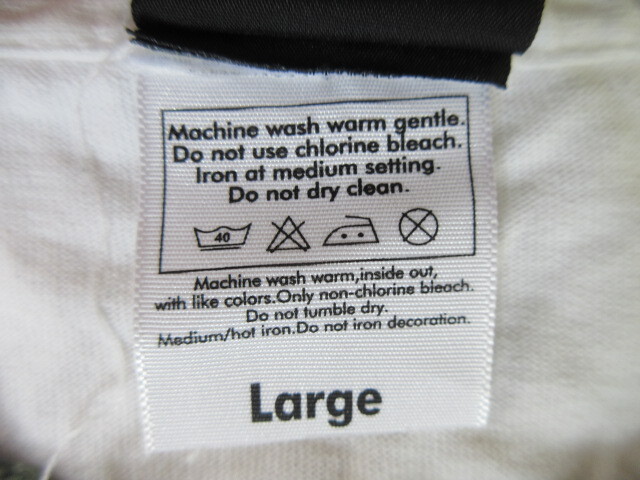 Machine wash warm gentle.
Do not use chlorine bleach.
Iron at medium setting.
Do not dry clean.
40
Machine wash warm,inside out,
with like colors.Only non-chlorine bleach.
Do not tumble dry.
Medium/hot iron.Do not iron decoration.
Large